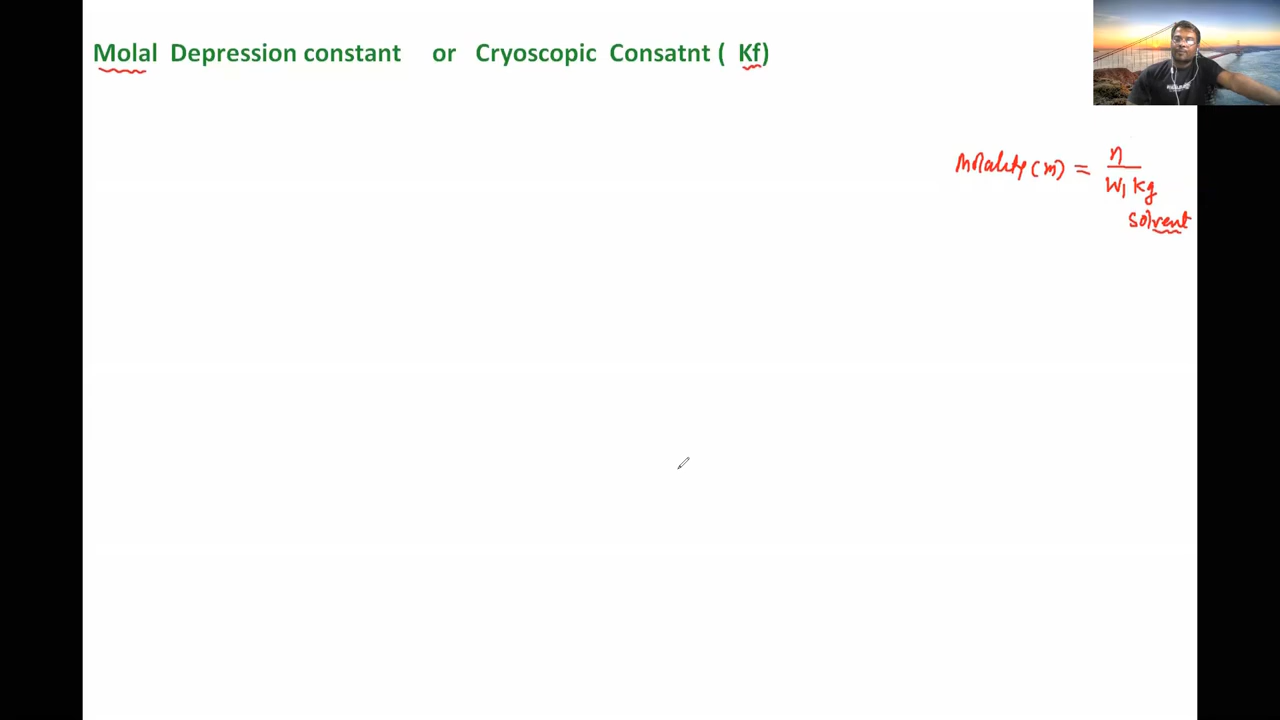 Molal Depression constant or Cryoscopic Consatnt ( Kf)
Molality (m) = n
W₁ Kg
Solvent